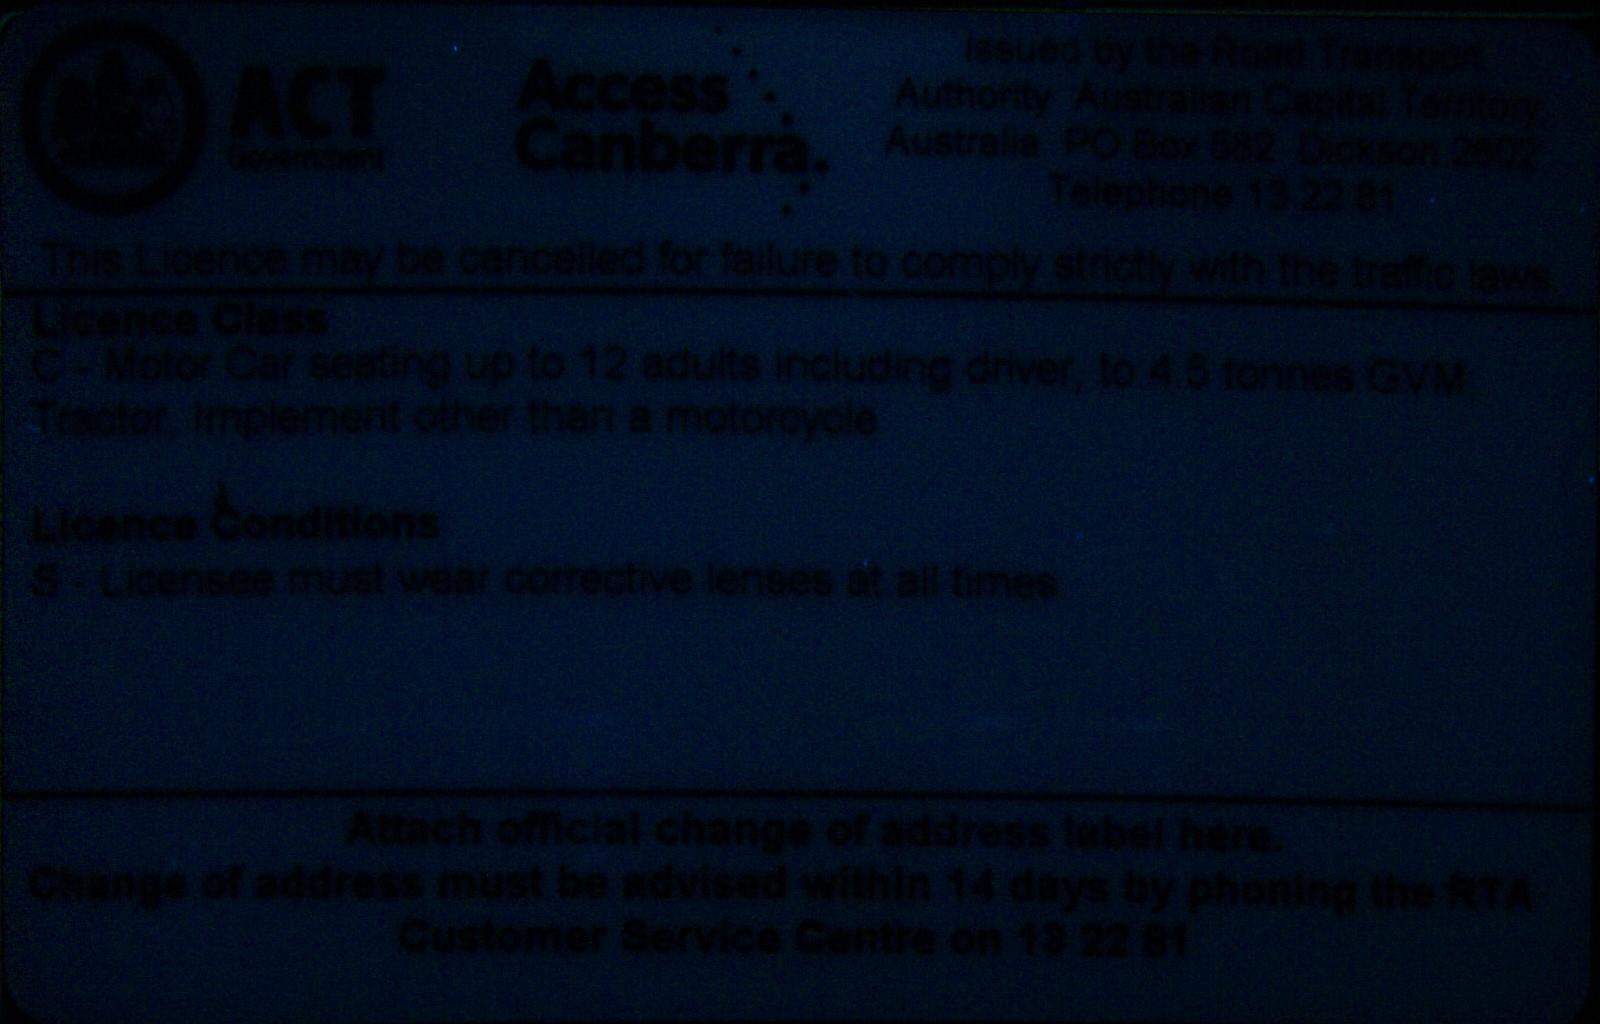 ACT
Government
Access
Canberra.
Issued by the Road Transport
Authority Australian Capital Territory,
Australia PO Box 582 Dickson 2602
Telephone 13 22 81
This Licence may be cancelled for failure to comply strictly with the traffic laws.
Licence Class
C - Motor Car seating up to 12 adults including driver, to 4.5 tonnes GVM,
Tractor, Implement other than a motorcycle
Licence Conditions
S - Licensee must wear corrective lenses at all times
Attach official change of address label here.
Change of address must be advised within 14 days by phoning the RTA
Customer Service Centre on 13 22 81